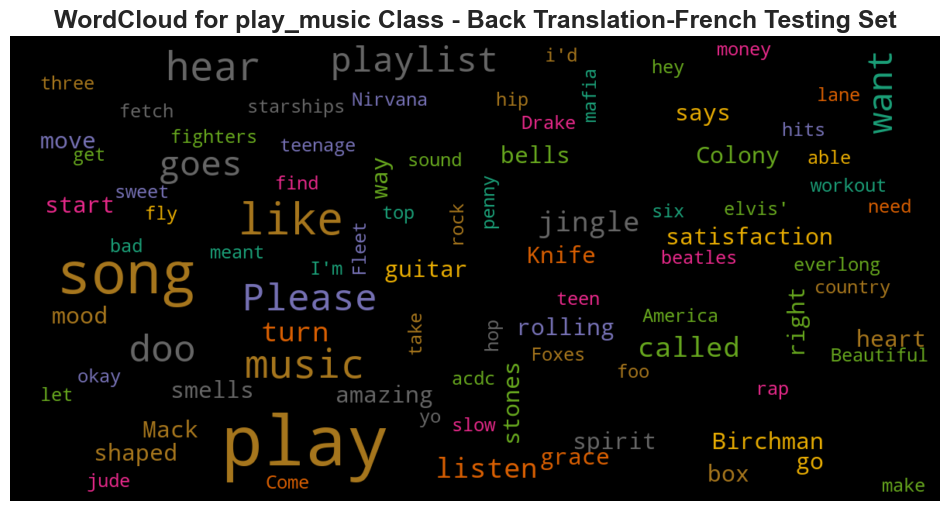 WordCloud for play_music Class - Back Translation-French Testing Set
hear
playlist
i'd
money
want
three
fetch
starships
Nirvana
hip
mafia
hey
lane
says
Drake
hits
move
get
fighters
teenage
goes
way
sound
bells
Colony
able
start
sweet
fly
find
top
rock
penny
workout
six
elvis'
need
like
jingle
satisfaction
bad
meant
I'm
Fleet
guitar
Knife
beatles
everlong
song
Please
teen
country
mood
turn
take
hop
rolling
America
right
heart
doo
music
Foxes
called
Beautiful
okay
let
smells
amazing
acdc
stones
foo
rap
yo
slow
Mack
shaped
play
spirit
Birchman
go
jude
Come
listen
grace
box
make